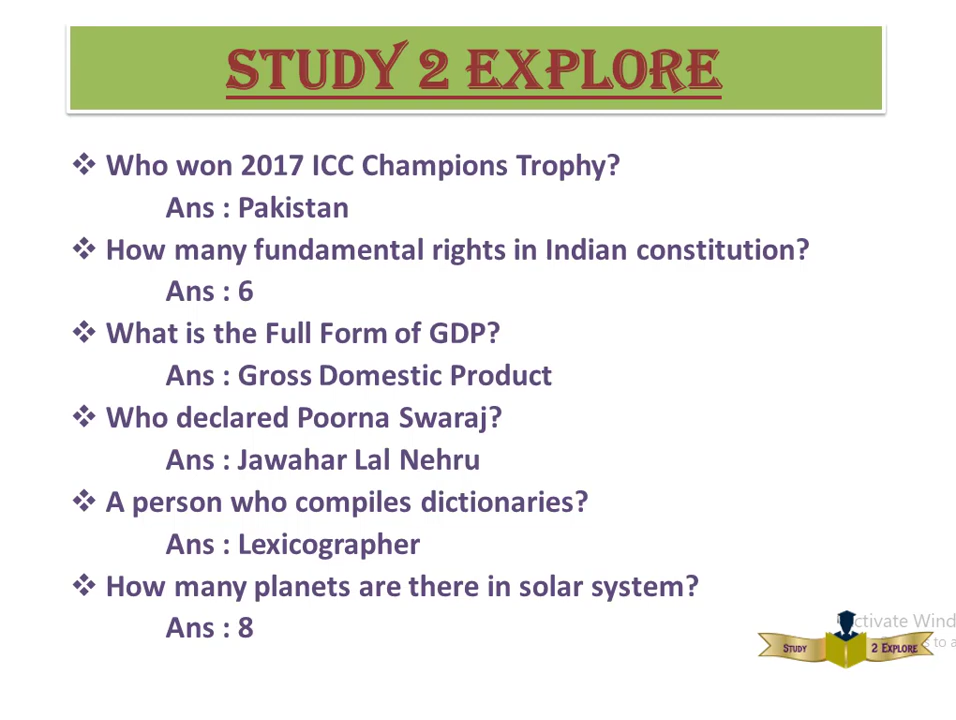 STUDY 2 EXPLORE
❖ Who won 2017 ICC Champions Trophy?
Ans : Pakistan
❖ How many fundamental rights in Indian constitution?
Ans : 6
❖ What is the Full Form of GDP?
Ans : Gross Domestic Product
❖ Who declared Poorna Swaraj?
Ans : Jawahar Lal Nehru
❖ A person who compiles dictionaries?
Ans : Lexicographer
❖ How many planets are there in solar system?
Ans : 8
ctivate Wind
s to a
STUDY 2 EXPLORE